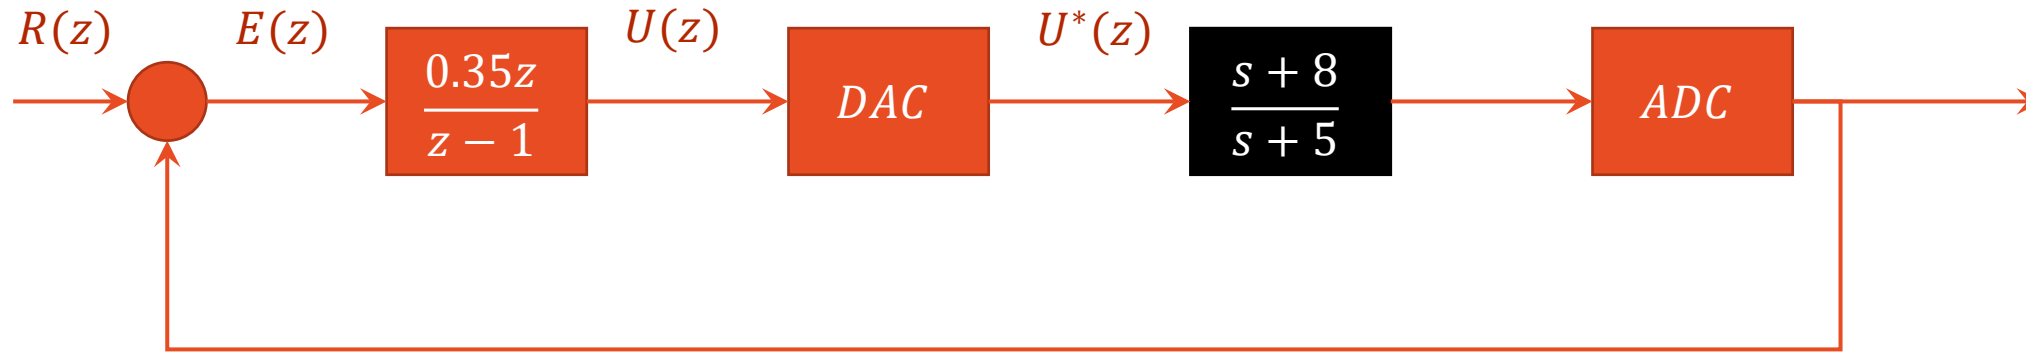 R(z)
E(z)
0.35z
z − 1
U(z)
DAC
U*(z)
s + 8
s + 5
ADC